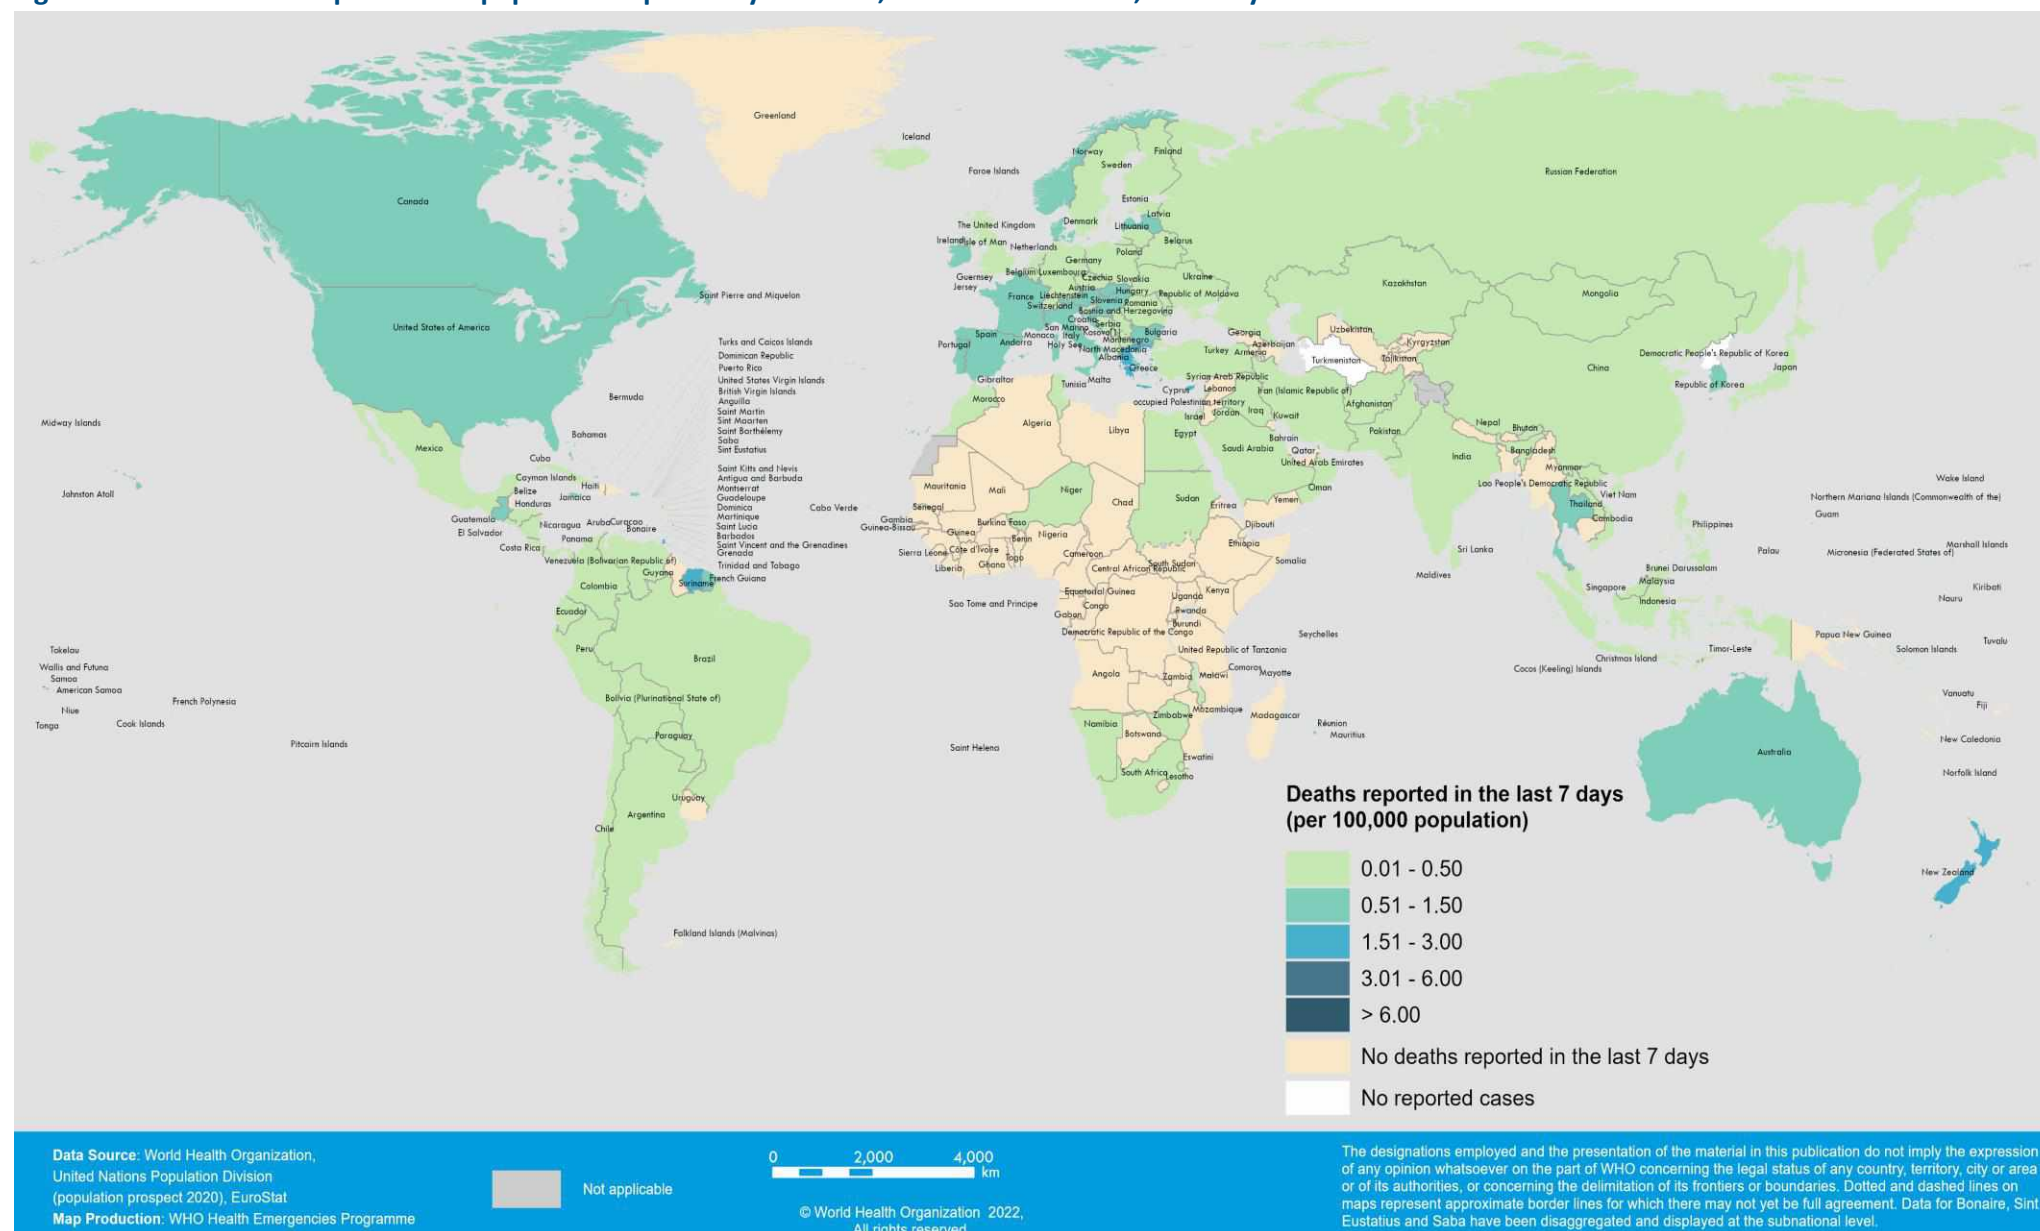 Greenland
Iceland
Faroe Islands
Norway
Sweden
Finland
Russian Federation
Canada
Estonia
Latvia
Lithuania
Denmark
The United Kingdom
Ireland
Isle of Man
Netherlands
Belarus
Poland
Germany
Guernsey
Jersey
Belgium
Luxembourg
Czechia
Slovakia
Ukraine
Austria
France
Liechtenstein
Hungary
Republic of Moldova
Switzerland
Slovenia
Romania
Bosnia and Herzegovina
Croatia
Serbia
San Marino
Italy
Kosovo[1]
Bulgaria
Spain
Andorra
Monaco
Holy See
Montenegro
North Macedonia
Albania
Portugal
Greece
Gibraltar
Malta
Tunisia
Kazakhstan
Mongolia
Saint Pierre and Miquelon
United States of America
Georgia
Azerbaijan
Turkey
Armenia
Uzbekistan
Kyrgyzstan
Turkmenistan
Tajikistan
Democratic People's Republic of Korea
Japan
China
Republic of Korea
Turks and Caicos Islands
Dominican Republic
Puerto Rico
United States Virgin Islands
British Virgin Islands
Anguilla
Saint Martin
Sint Maarten
Saint Barthélemy
Saba
Sint Eustatius
Saint Kitts and Nevis
Antigua and Barbuda
Montserrat
Guadeloupe
Dominica
Martinique
Saint Lucia
Barbados
Saint Vincent and the Grenadines
Grenada
Trinidad and Tobago
French Guiana
Bermuda
Midway Islands
Bahamas
Mexico
Cuba
Cayman Islands
Haiti
Belize
Jamaica
Honduras
Johnston Atoll
Guatemala
El Salvador
Nicaragua
Aruba
Curaçao
Bonaire
Panama
Costa Rica
Venezuela (Bolivarian Republic of)
Guyana
Suriname
Colombia
Ecuador
Peru
Brazil
Bolivia (Plurinational State of)
Paraguay
Uruguay
Argentina
Chile
Falkland Islands (Malvinas)
Morocco
Algeria
Libya
Egypt
Cyprus
Syrian Arab Republic
Lebanon
occupied Palestinian territory
Israel
Jordan
Iraq
Kuwait
Iran (Islamic Republic of)
Afghanistan
Pakistan
Bahrain
Qatar
Saudi Arabia
United Arab Emirates
Oman
Yemen
Nepal
Bhutan
India
Bangladesh
Myanmar
Lao People's Democratic Republic
Viet Nam
Thailand
Cambodia
Sri Lanka
Maldives
Philippines
Brunei Darussalam
Malaysia
Singapore
Indonesia
Palau
Wake Island
Northern Mariana Islands (Commonwealth of the)
Guam
Marshall Islands
Micronesia (Federated States of)
Kiribati
Nauru
Papua New Guinea
Tuvalu
Solomon Islands
Timor-Leste
Christmas Island
Cocos (Keeling) Islands
Mauritania
Mali
Niger
Chad
Sudan
Eritrea
Djibouti
Cabo Verde
Senegal
Gambia
Guinea-Bissau
Guinea
Burkina Faso
Benin
Nigeria
Sierra Leone
Côte d'Ivoire
Togo
Ghana
Liberia
Cameroon
Central African Republic
South Sudan
Ethiopia
Somalia
Sao Tome and Principe
Equatorial Guinea
Gabon
Congo
Uganda
Kenya
Rwanda
Burundi
Democratic Republic of the Congo
United Republic of Tanzania
Seychelles
Comoros
Mayotte
Angola
Zambia
Malawi
Mozambique
Zimbabwe
Madagascar
Namibia
Botswana
Réunion
Mauritius
Saint Helena
Eswatini
South Africa
Lesotho
Tokelau
Wallis and Futuna
Samoa
American Samoa
French Polynesia
Niue
Tonga
Cook Islands
Pitcairn Islands
Vanuatu
Fiji
New Caledonia
Norfolk Island
Australia
New Zealand
Deaths reported in the last 7 days
(per 100,000 population)
0.01 - 0.50
0.51 - 1.50
1.51 - 3.00
3.01 - 6.00
> 6.00
No deaths reported in the last 7 days
No reported cases
Data Source: World Health Organization,
United Nations Population Division
(population prospect 2020), EuroStat
Map Production: WHO Health Emergencies Programme
Not applicable
0 2,000 4,000
km
© World Health Organization 2022,
All rights reserved
The designations employed and the presentation of the material in this publication do not imply the expression
of any opinion whatsoever on the part of WHO concerning the legal status of any country, territory, city or area
or of its authorities, or concerning the delimitation of its frontiers or boundaries. Dotted and dashed lines on
maps represent approximate border lines for which there may not yet be full agreement. Data for Bonaire, Sint
Eustatius and Saba have been disaggregated and displayed at the subnational level.